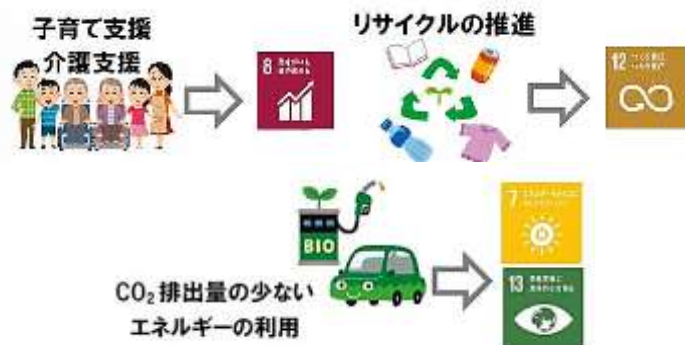 子育て支援
介護支援
8
リサイクルの推進
12
BIO
CO₂排出量の少ない
エネルギーの利用
7
13